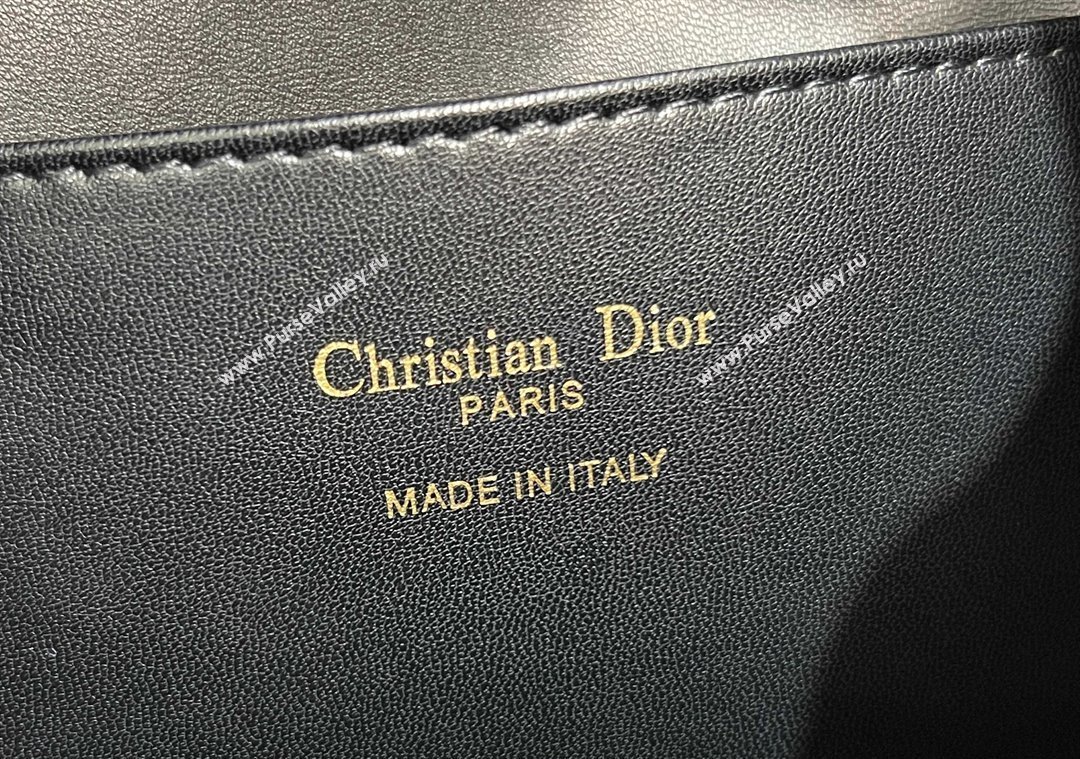 www.PurseValley.ru
www.PurseValley.ru
Christian Dior
PARIS
MADE IN ITALY